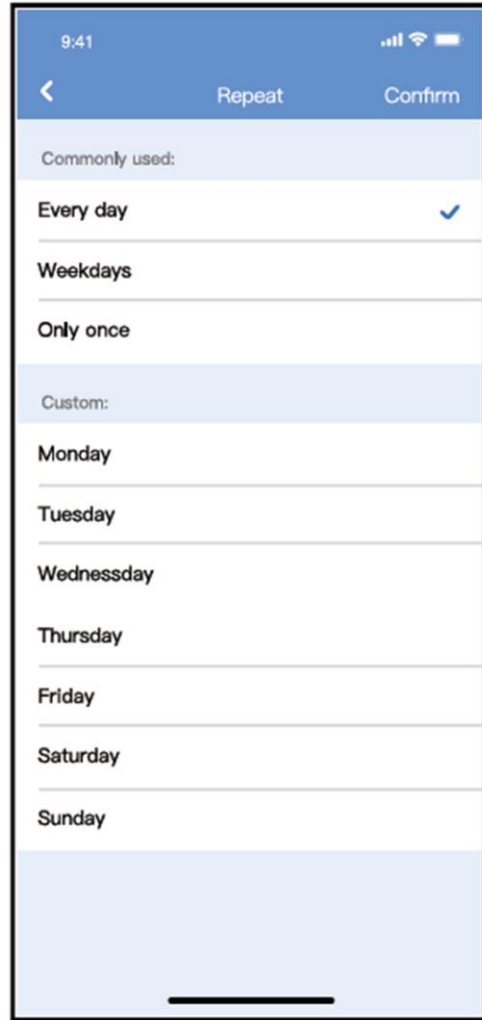 9:41
Repeat Confirm
Commonly used:
Every day
Weekdays
Only once
Custom:
Monday
Tuesday
Wednessday
Thursday
Friday
Saturday
Sunday